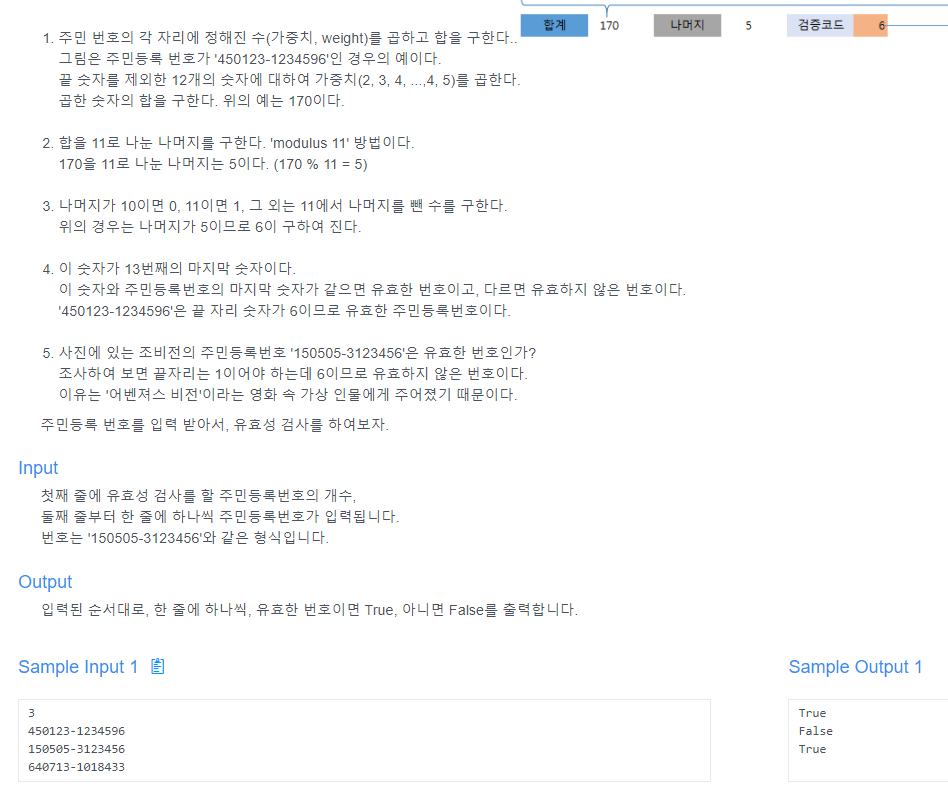 합계 170 나머지 5 검증코드 6
1. 주민 번호의 각 자리에 정해진 수(가중치, weight)를 곱하고 합을 구한다..
그림은 주민등록 번호가 '450123-1234596'인 경우의 예이다.
끝 숫자를 제외한 12개의 숫자에 대하여 가중치(2, 3, 4, ...,4, 5)를 곱한다.
곱한 숫자의 합을 구한다. 위의 예는 170이다.
2. 합을 11로 나눈 나머지를 구한다. 'modulus 11' 방법이다.
170을 11로 나눈 나머지는 5이다. (170 % 11 = 5)
3. 나머지가 10이면 0, 11이면 1, 그 외는 11에서 나머지를 뺀 수를 구한다.
위의 경우는 나머지가 5이므로 6이 구하여 진다.
4. 이 숫자가 13번째의 마지막 숫자이다.
이 숫자와 주민등록번호의 마지막 숫자가 같으면 유효한 번호이고, 다르면 유효하지 않은 번호이다.
'450123-1234596'은 끝 자리 숫자가 6이므로 유효한 주민등록번호이다.
5. 사진에 있는 조비전의 주민등록번호 '150505-3123456'은 유효한 번호인가?
조사하여 보면 끝자리는 1이어야 하는데 6이므로 유효하지 않은 번호이다.
이유는 '어벤져스 비전'이라는 영화 속 가상 인물에게 주어졌기 때문이다.
주민등록 번호를 입력 받아서, 유효성 검사를 하여보자.
Input
첫째 줄에 유효성 검사를 할 주민등록번호의 개수,
둘째 줄부터 한 줄에 하나씩 주민등록번호가 입력됩니다.
번호는 '150505-3123456'와 같은 형식입니다.
Output
입력된 순서대로, 한 줄에 하나씩, 유효한 번호이면 True, 아니면 False를 출력합니다.
Sample Input 1
3
450123-1234596
150505-3123456
640713-1018433
Sample Output 1
True
False
True